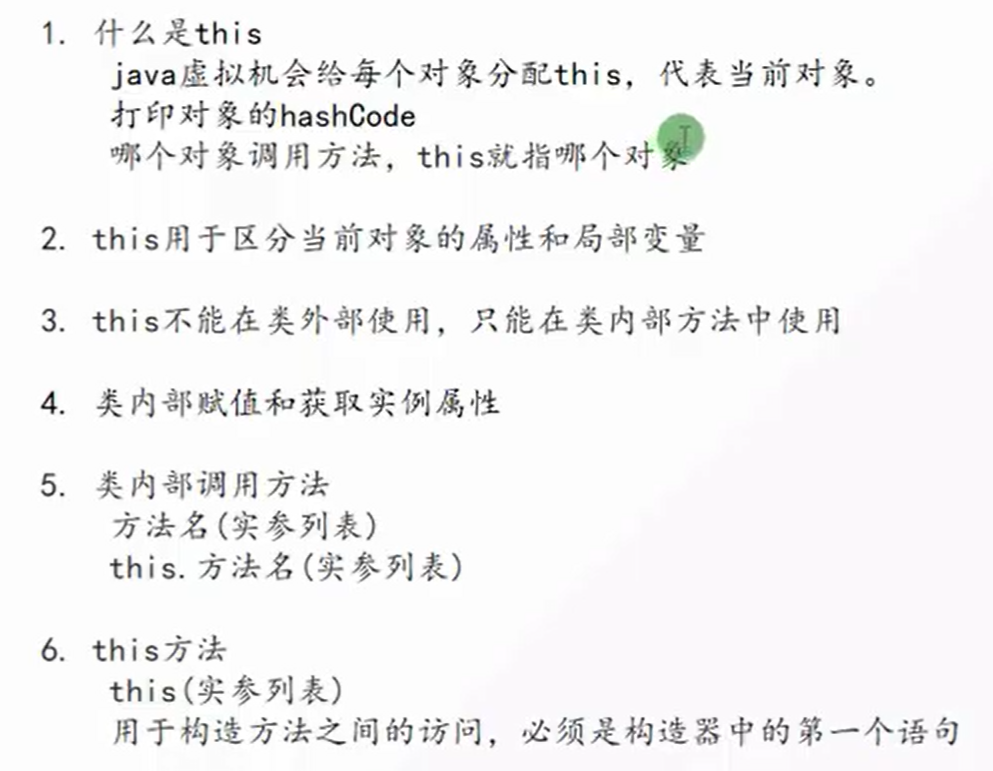 1. 什么是this
java虚拟机会给每个对象分配this，代表当前对象。
打印对象的hashCode
哪个对象调用方法，this就指哪个对象
2. this用于区分当前对象的属性和局部变量
3. this不能在类外部使用，只能在类内部方法中使用
4. 类内部赋值和获取实例属性
5. 类内部调用方法
方法名(实参列表)
this.方法名(实参列表)
6. this方法
this(实参列表)
用于构造方法之间的访问，必须是构造器中的第一个语句